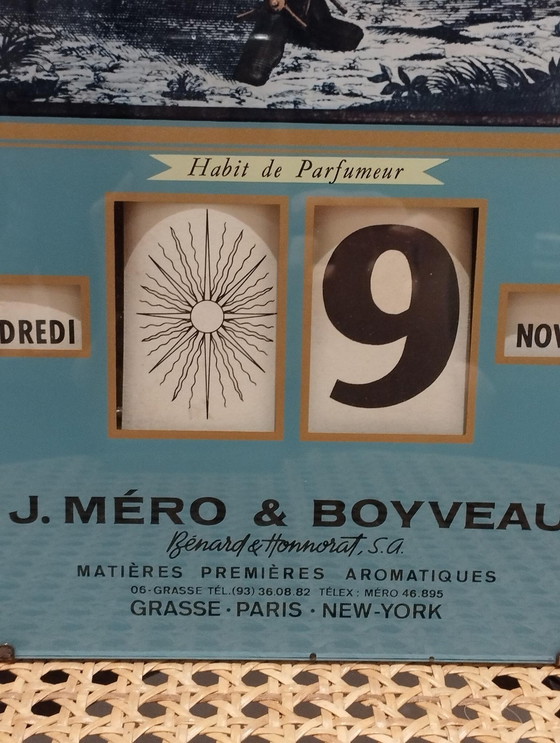 Habit de Parfumeur
DREDI 9 NOV
J. MÉRO & BOYVEAU
Bénard & Honnorat, S.A.
MATIÈRES PREMIÈRES AROMATIQUES
06·GRASSE TÉL.(93) 36.08.82 TÉLEX: MÉRO 46.895
GRASSE · PARIS · NEW-YORK